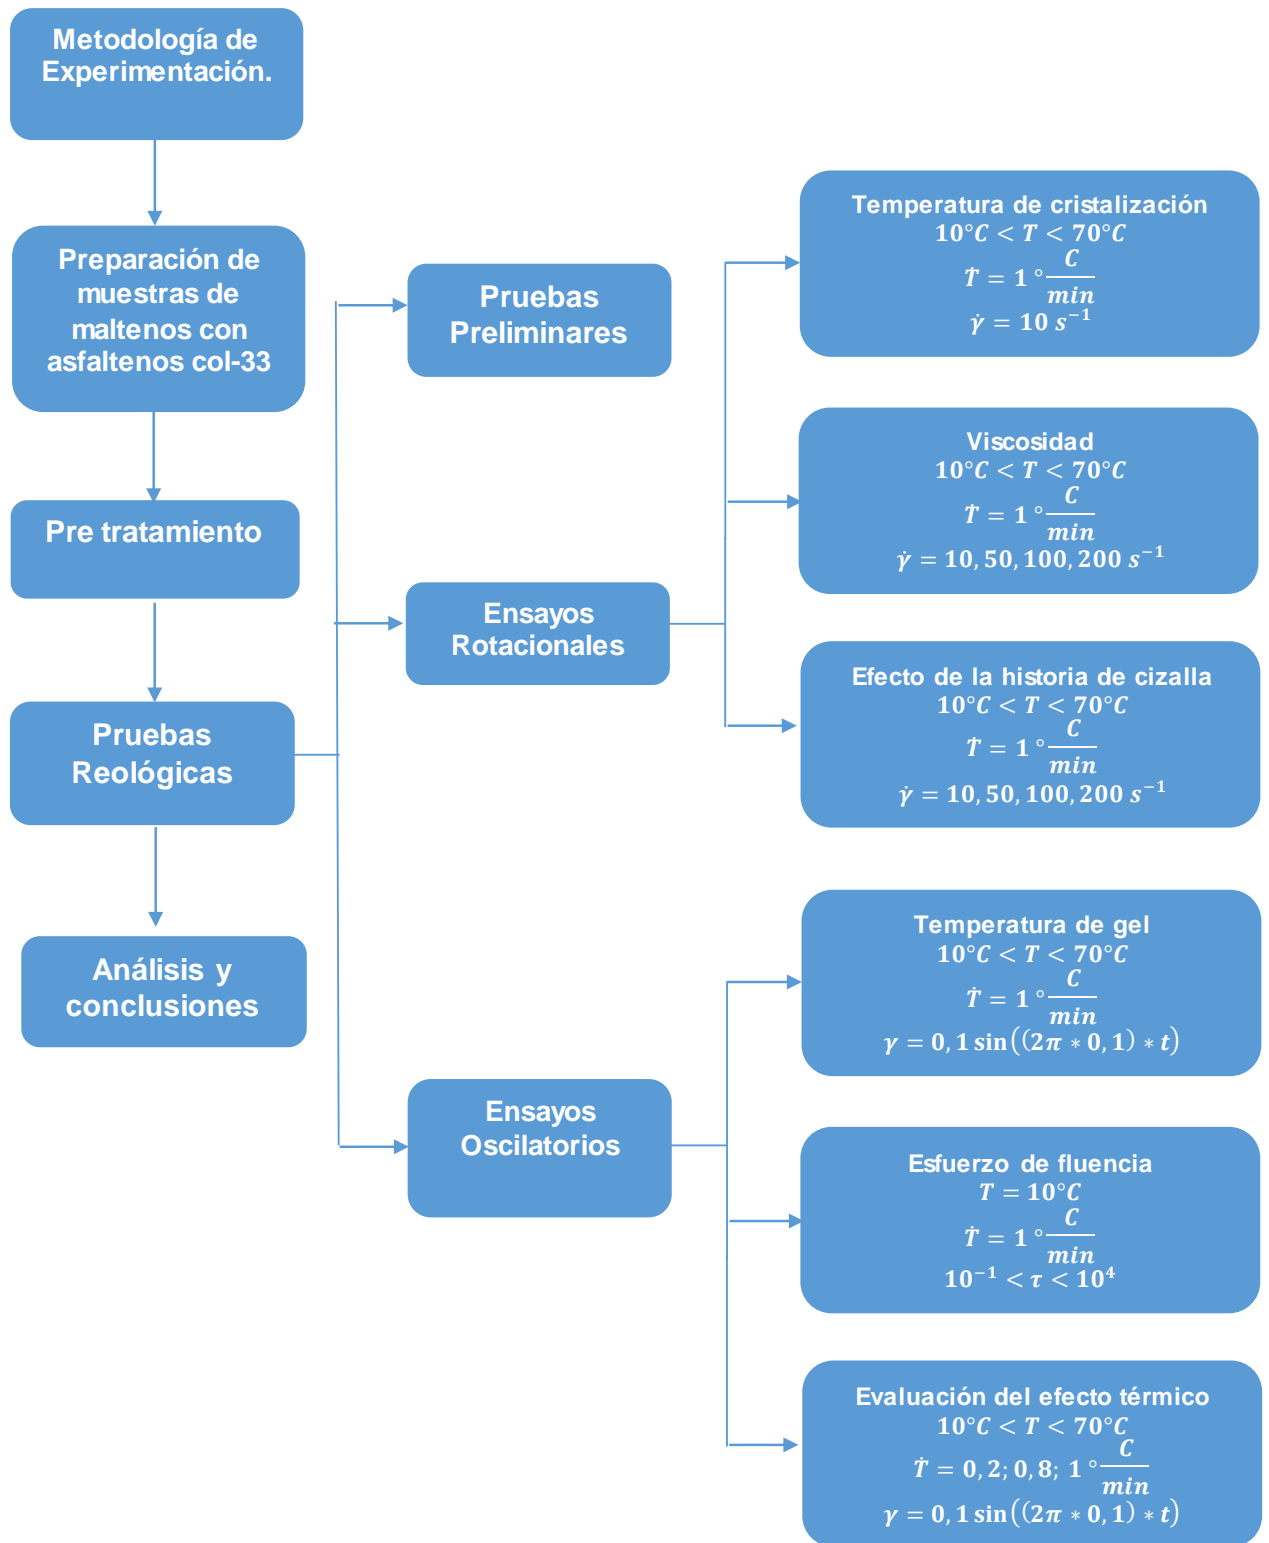 Metodología de
Experimentación.
Preparación de
muestras de
maltenos con
asfaltenos col-33
Pre tratamiento
Pruebas
Reológicas
Análisis y
conclusiones
Pruebas
Preliminares
Ensayos
Rotacionales
Ensayos
Oscilatorios
Temperatura de cristalización
10°C < T < 70°C
Ṫ = 1 ° C/min
γ̇ = 10 s⁻¹
Viscosidad
10°C < T < 70°C
Ṫ = 1 ° C/min
γ̇ = 10, 50, 100, 200 s⁻¹
Efecto de la historia de cizalla
10°C < T < 70°C
Ṫ = 1 ° C/min
γ̇ = 10, 50, 100, 200 s⁻¹
Temperatura de gel
10°C < T < 70°C
Ṫ = 1 ° C/min
γ = 0, 1 sin((2π * 0, 1) * t)
Esfuerzo de fluencia
T = 10°C
Ṫ = 1 ° C/min
10⁻¹ < τ < 10⁴
Evaluación del efecto térmico
10°C < T < 70°C
Ṫ = 0, 2; 0, 8; 1 ° C/min
γ = 0, 1 sin((2π * 0, 1) * t)